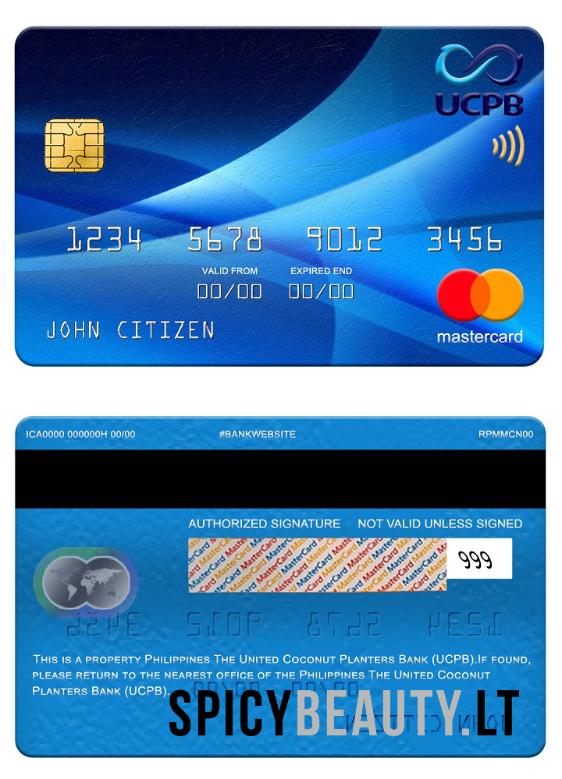 UCPB
1234 5678 9012 3456
VALID FROM EXPIRED END
00/00 00/00
JOHN CITIZEN
mastercard
ICA0000 000000H 00/00 #BANKWEBSITE RPMMCN00
AUTHORIZED SIGNATURE NOT VALID UNLESS SIGNED
MasterCard MasterCard MasterCard
999
THIS IS A PROPERTY PHILIPPINES THE UNITED COCONUT PLANTERS BANK (UCPB).IF FOUND,
PLEASE RETURN TO THE NEAREST OFFICE OF THE PHILIPPINES THE UNITED COCONUT
PLANTERS BANK (UCPB).
SPICYBEAUTY.LT